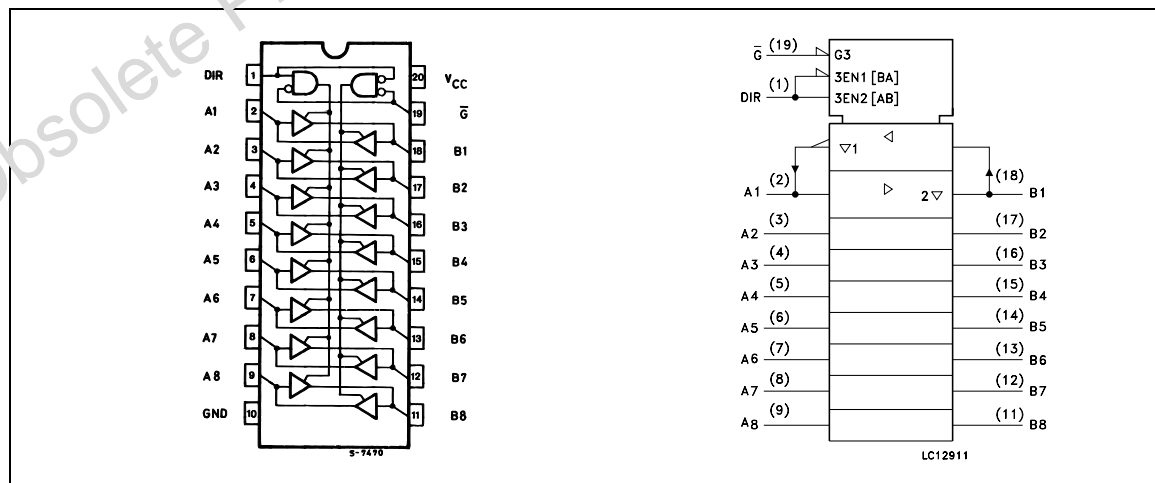 obsolete P
DIR 1 20 VCC
A1 2 19 G̅
A2 3 18 B1
A3 4 17 B2
A4 5 16 B3
A5 6 15 B4
A6 7 14 B5
A7 8 13 B6
A8 9 12 B7
GND 10 11 B8
S-7470
G̅ (19) G3
3EN1 [BA]
DIR (1) 3EN2 [AB]
▽1 ◁
A1 (2) ▷ 2▽ (18) B1
A2 (3) (17) B2
A3 (4) (16) B3
A4 (5) (15) B4
A5 (6) (14) B5
A6 (7) (13) B6
A7 (8) (12) B7
A8 (9) (11) B8
LC12911